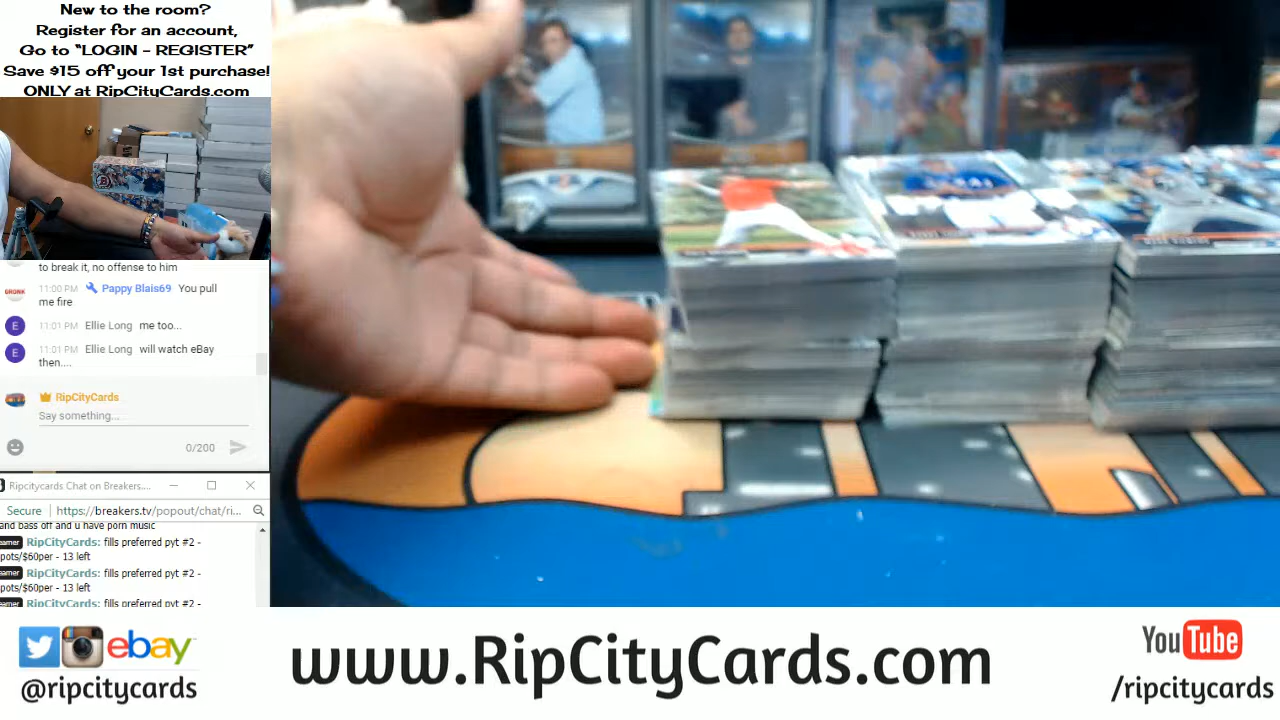 New to the room?
Register for an account,
Go to "LOGIN - REGISTER"
Save $15 off your 1st purchase!
ONLY at RipCityCards.com
to break it, no offense to him
GRONK
11:00 PM Pappy Blais69 You pull
me fire
E
11:01 PM Ellie Long me too...
E
11:01 PM Ellie Long will watch eBay
then....
RipCityCards
Say something...
0/200
Ripcitycards Chat on Breakers....
Secure https://breakers.tv/popout/chat/ri...
and bass off and u have porn music
RipCityCards: fills preferred pyt #2 -
pots/$60per - 13 left
RipCityCards: fills preferred pyt #2 -
pots/$60per - 13 left
RipCityCards: fills preferred pyt #2 -
ebay
@ripcitycards
www.RipCityCards.com
YouTube
/ripcitycards